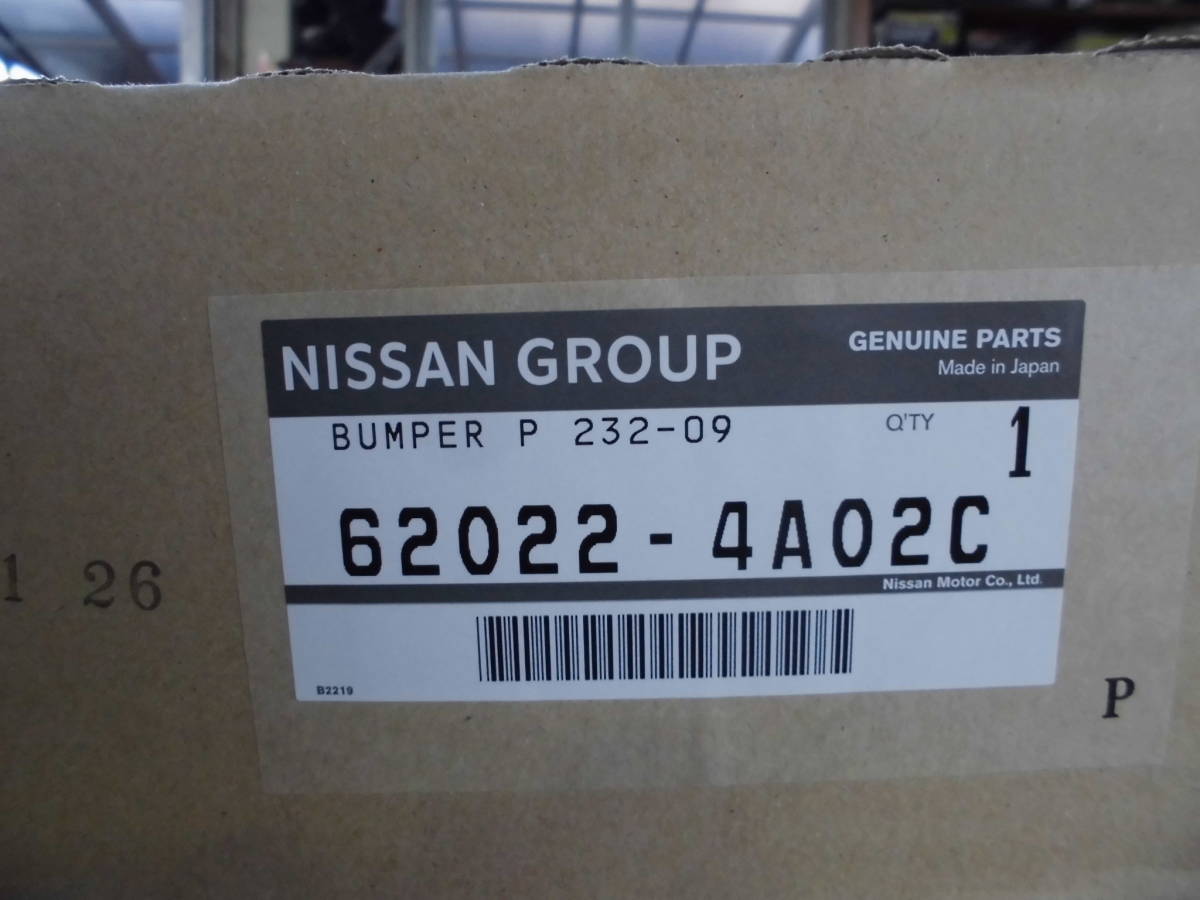 NISSAN GROUP
GENUINE PARTS
Made in Japan
BUMPER P 232-09
Q'TY 1
62022-4A02C
Nissan Motor Co., Ltd.
1 26
B2219
P